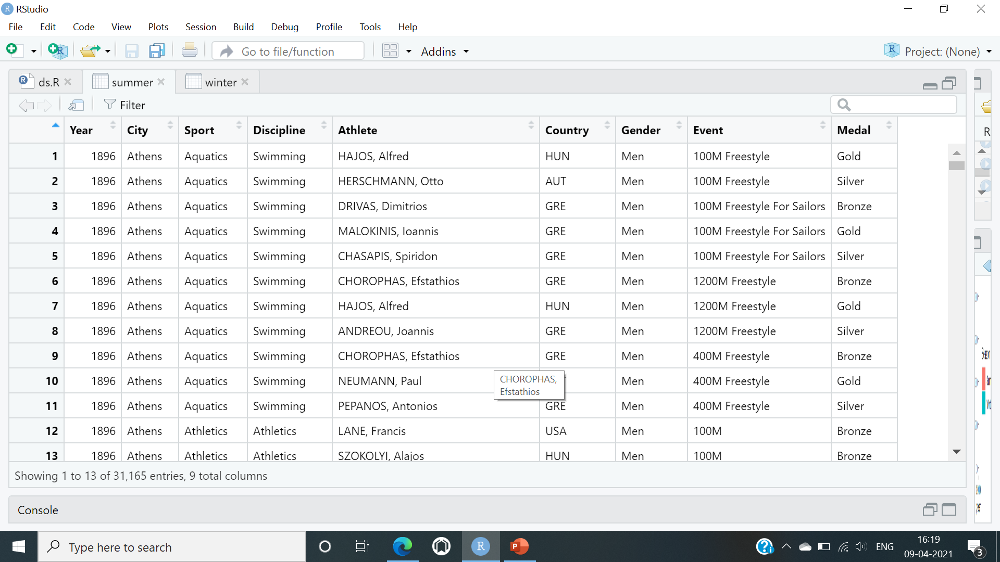 RStudio
File Edit Code View Plots Session Build Debug Profile Tools Help
Go to file/function Addins Project: (None)
ds.R summer winter
Filter
Year City Sport Discipline Athlete Country Gender Event Medal
1 1896 Athens Aquatics Swimming HAJOS, Alfred HUN Men 100M Freestyle Gold
2 1896 Athens Aquatics Swimming HERSCHMANN, Otto AUT Men 100M Freestyle Silver
3 1896 Athens Aquatics Swimming DRIVAS, Dimitrios GRE Men 100M Freestyle For Sailors Bronze
4 1896 Athens Aquatics Swimming MALOKINIS, Ioannis GRE Men 100M Freestyle For Sailors Gold
5 1896 Athens Aquatics Swimming CHASAPIS, Spiridon GRE Men 100M Freestyle For Sailors Silver
6 1896 Athens Aquatics Swimming CHOROPHAS, Efstathios GRE Men 1200M Freestyle Bronze
7 1896 Athens Aquatics Swimming HAJOS, Alfred HUN Men 1200M Freestyle Gold
8 1896 Athens Aquatics Swimming ANDREOU, Joannis GRE Men 1200M Freestyle Silver
9 1896 Athens Aquatics Swimming CHOROPHAS, Efstathios GRE Men 400M Freestyle Bronze
10 1896 Athens Aquatics Swimming NEUMANN, Paul Men 400M Freestyle Gold
CHOROPHAS,
Efstathios
11 1896 Athens Aquatics Swimming PEPANOS, Antonios GRE Men 400M Freestyle Silver
12 1896 Athens Athletics Athletics LANE, Francis USA Men 100M Bronze
13 1896 Athens Athletics Athletics SZOKOLYI, Alajos HUN Men 100M Bronze
Showing 1 to 13 of 31,165 entries, 9 total columns
Console
Type here to search
ENG
16:19
09-04-2021
3